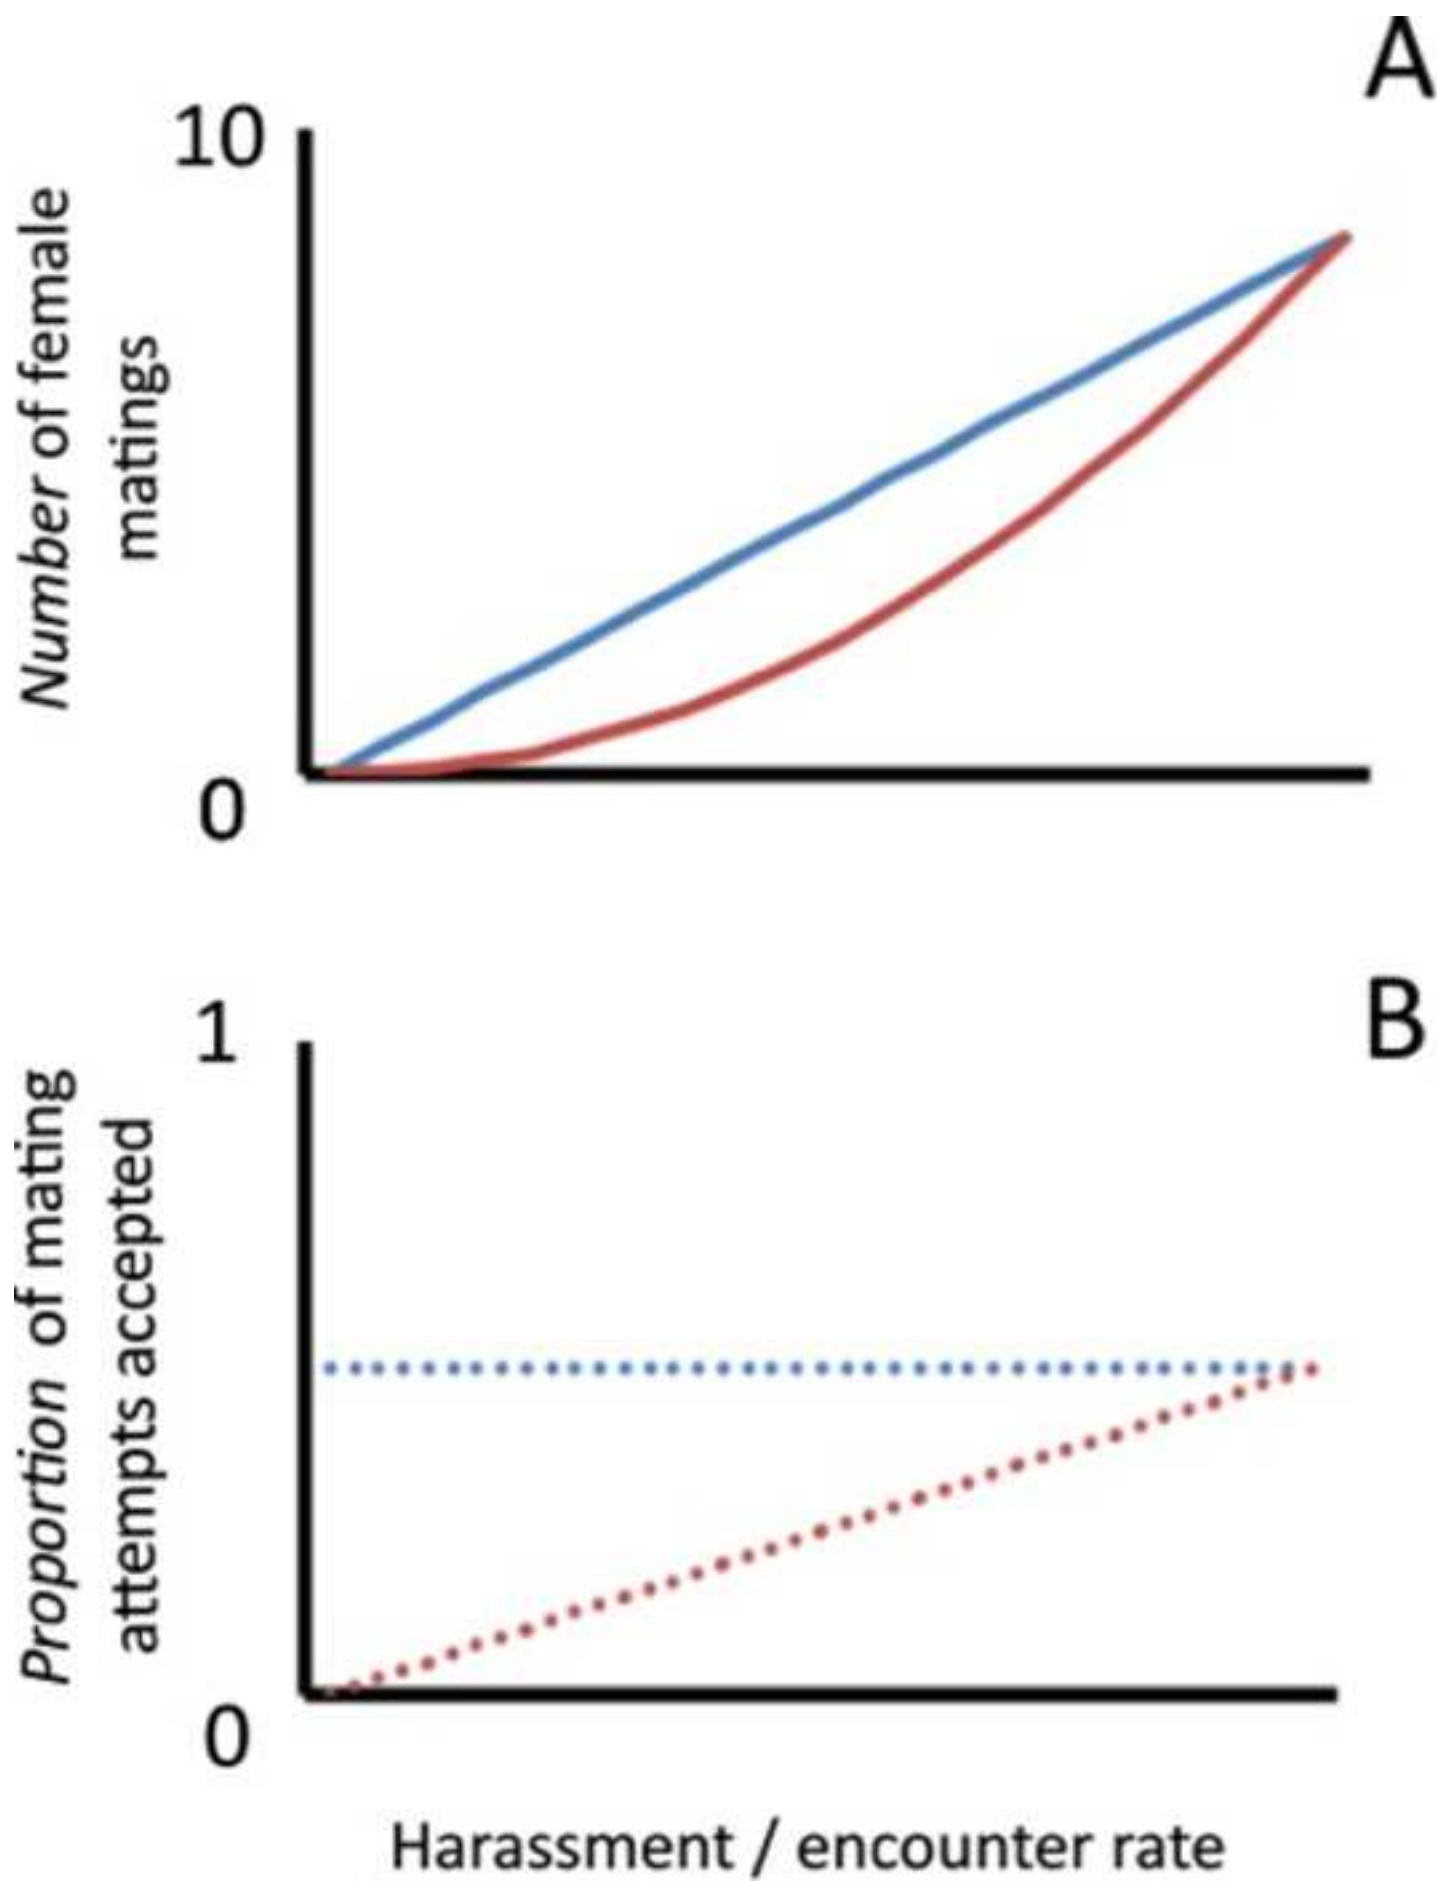 A
10
Number of female
matings
0
B
1
Proportion of mating
attempts accepted
0
Harassment / encounter rate